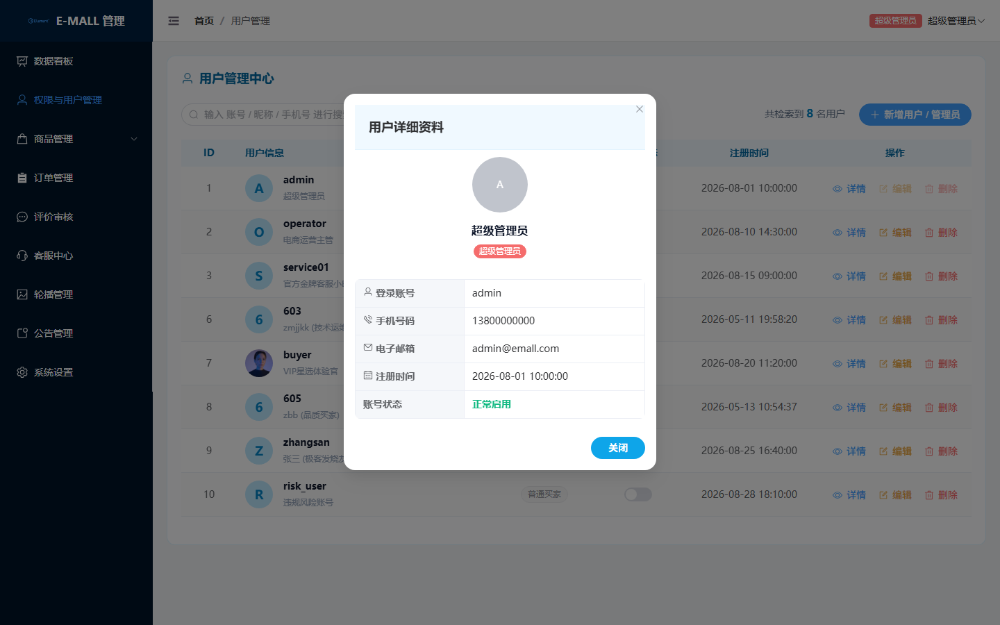 E-MALL 管理
首页 / 用户管理
超级管理员 超级管理员
数据看板
权限与用户管理
商品管理
订单管理
评价审核
客服中心
轮播管理
公告管理
系统设置
用户管理中心
输入 账号 / 昵称 / 手机号 进行搜
共检索到 8 名用户
新增用户 / 管理员
ID 用户信息 注册时间 操作
1 A admin 超级管理员 2026-08-01 10:00:00 详情 编辑 删除
2 O operator 电商运营主管 2026-08-10 14:30:00 详情 编辑 删除
3 S service01 官方金牌客服小 2026-08-15 09:00:00 详情 编辑 删除
6 6 603 zmjjkk (技术运维 2026-05-11 19:58:20 详情 编辑 删除
7 buyer VIP星选体验官 2026-08-20 11:20:00 详情 编辑 删除
8 6 605 zbb (品质买家) 2026-05-13 10:54:37 详情 编辑 删除
9 Z zhangsan 张三 (极客发烧友 2026-08-25 16:40:00 详情 编辑 删除
10 R risk_user 违规风险账号 普通买家 2026-08-28 18:10:00 详情 编辑 删除
用户详细资料
A
超级管理员
超级管理员
登录账号 admin
手机号码 13800000000
电子邮箱 admin@emall.com
注册时间 2026-08-01 10:00:00
账号状态 正常启用
关闭